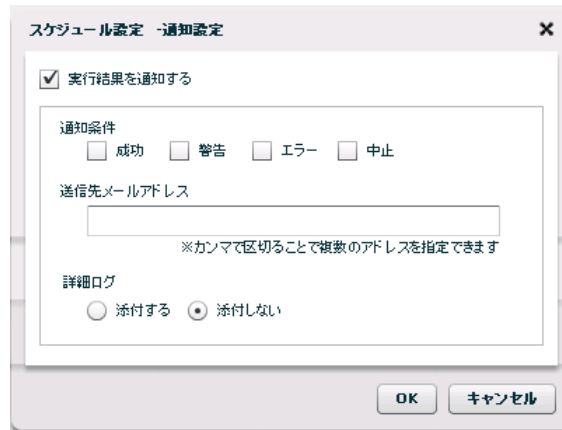 スケジュール設定 -通知設定
実行結果を通知する
通知条件
成功 警告 エラー 中止
送信先メールアドレス
※カンマで区切ることで複数のアドレスを指定できます
詳細ログ
添付する 添付しない
OK キャンセル